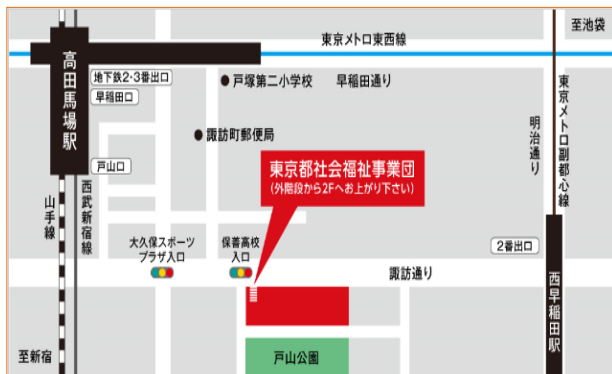 至池袋
東京メトロ東西線
高田馬場駅
地下鉄2・3番出口
早稲田口
戸塚第二小学校
早稲田通り
諏訪町郵便局
東京メトロ副都心線
明治通り
戸山口
東京都社会福祉事業団
(外階段から2Fへお上がり下さい)
山手線
西武新宿線
大久保スポーツ
プラザ入口
保善高校
入口
2番出口
諏訪通り
西早稲田駅
至新宿
戸山公園